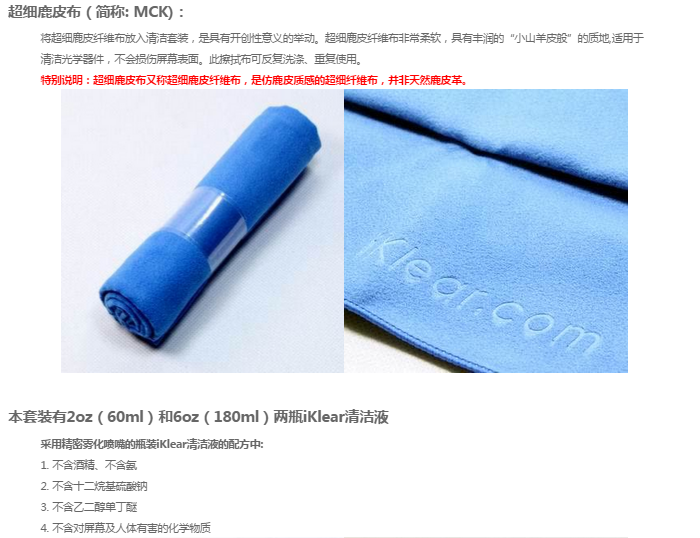 超细鹿皮布（简称: MCK)：
将超细鹿皮纤维布放入清洁套装，是具有开创性意义的举动。超细鹿皮纤维布非常柔软，具有丰润的“小山羊皮般”的质地,适用于
清洁光学器件，不会损伤屏幕表面。此擦拭布可反复洗涤、重复使用。
特别说明：超细鹿皮布又称超细鹿皮纤维布，是仿鹿皮质感的超细纤维布，并非天然鹿皮革。
iKlear.com
本套装有2oz（60ml）和6oz（180ml）两瓶iKlear清洁液
采用精密雾化喷嘴的瓶装iKlear清洁液的配方中:
1. 不含酒精、不含氨
2. 不含十二烷基硫酸钠
3. 不含乙二醇单丁醚
4. 不含对屏幕及人体有害的化学物质